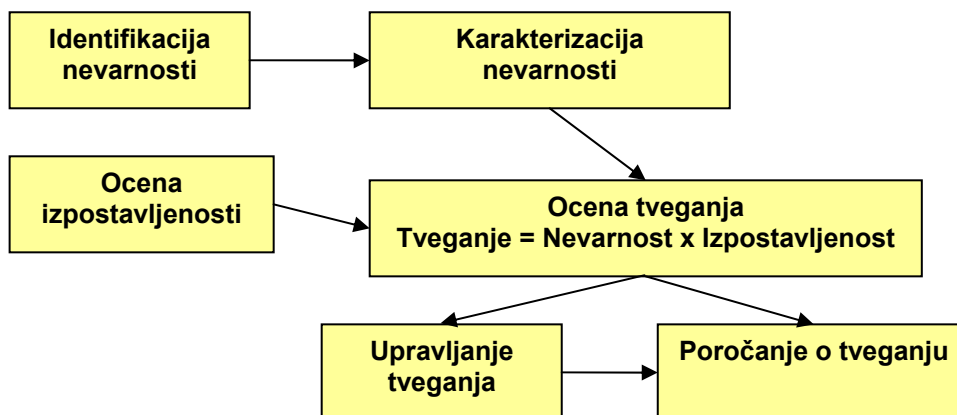 Identifikacija
nevarnosti
Karakterizacija
nevarnosti
Ocena
izpostavljenosti
Ocena tveganja
Tveganje = Nevarnost x Izpostavljenost
Upravljanje
tveganja
Poročanje o tveganju